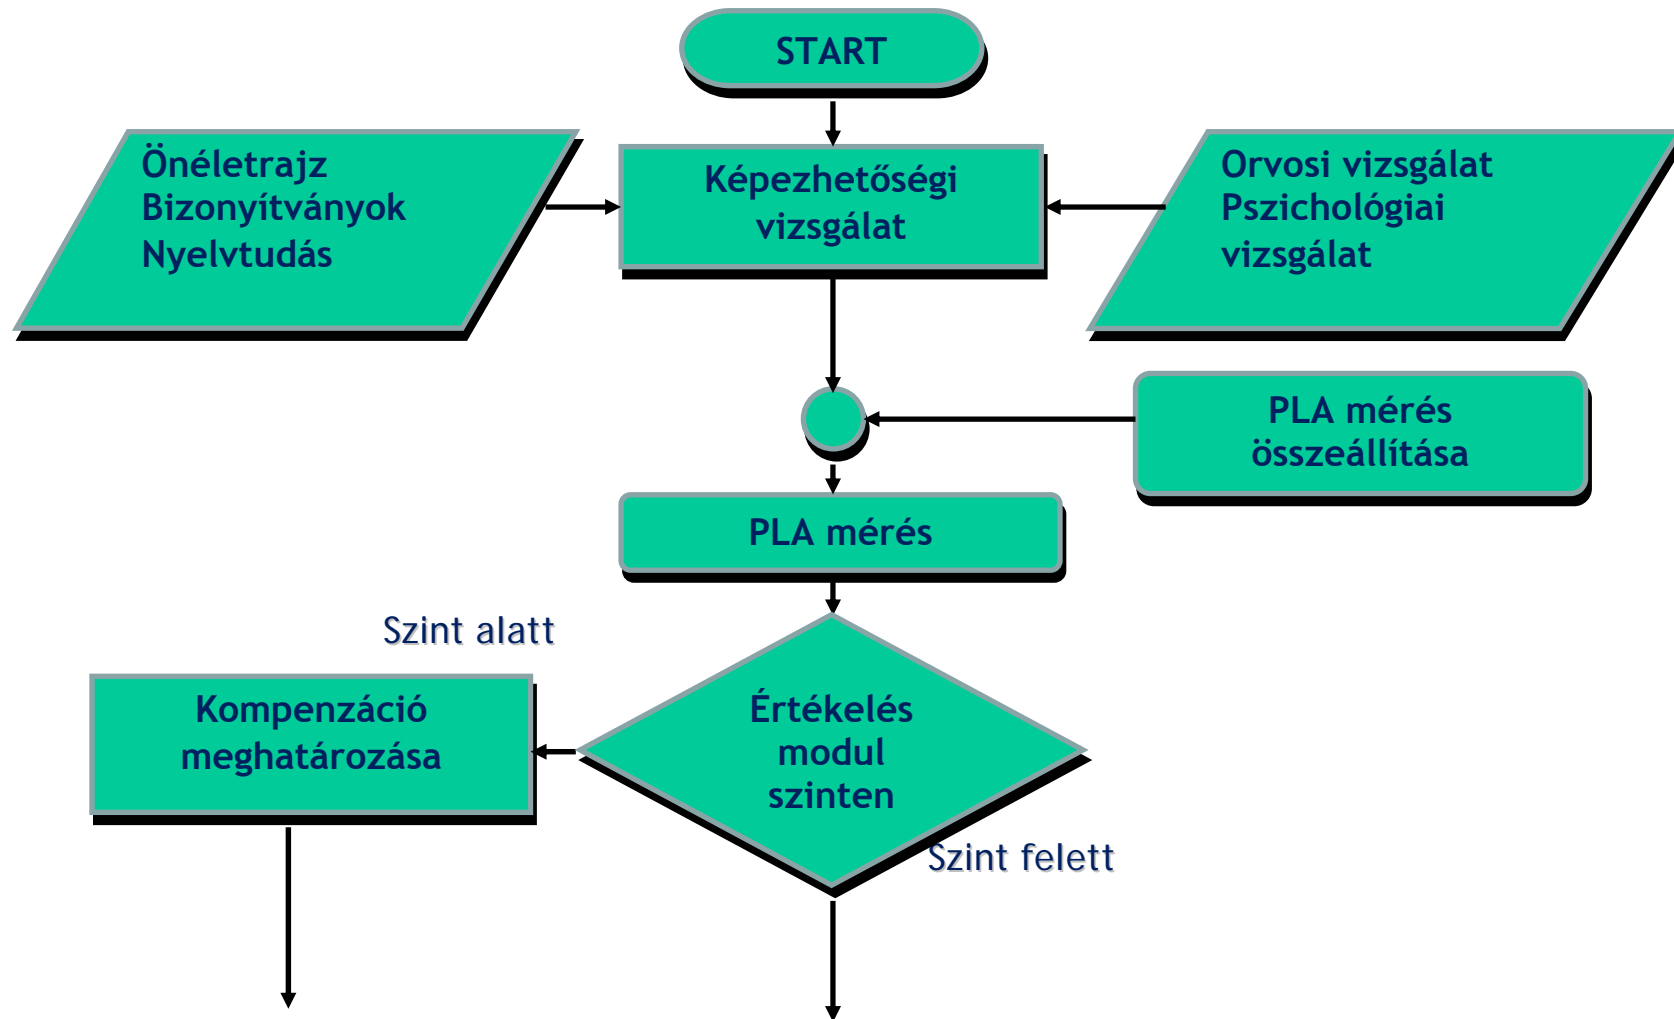 START
Önéletrajz
Bizonyítványok
Nyelvtudás
Képezhetőségi
vizsgálat
Orvosi vizsgálat
Pszichológiai
vizsgálat
PLA mérés
összeállítása
PLA mérés
Szint alatt
Kompenzáció
meghatározása
Értékelés
modul
szinten
Szint felett